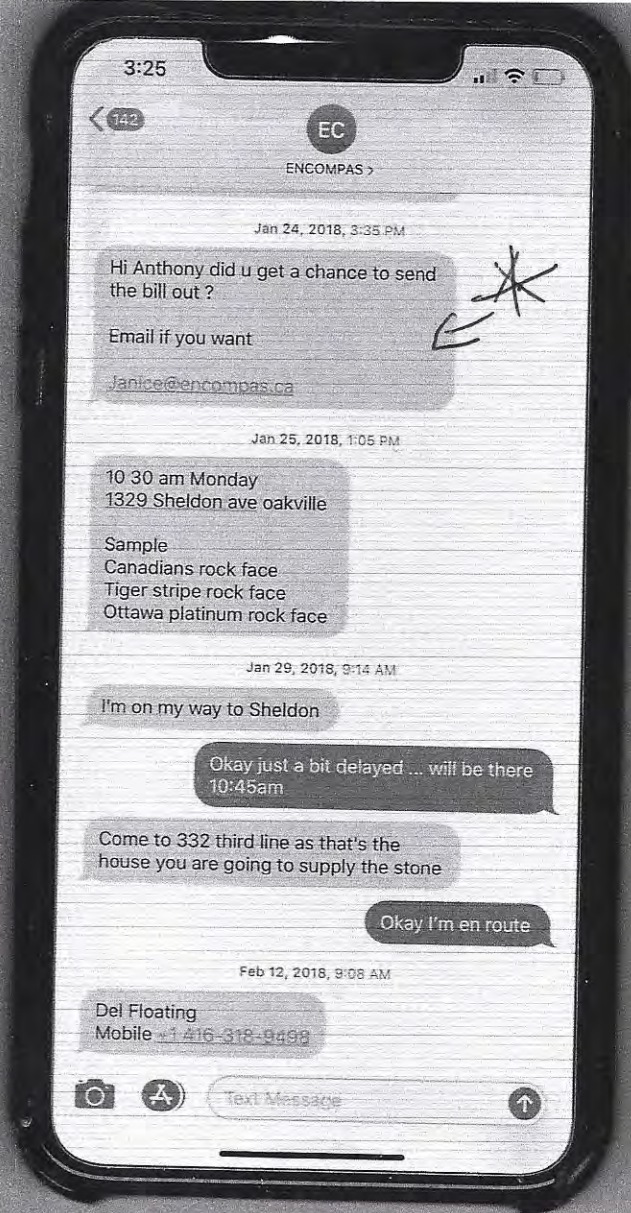 3:25
142
EC
ENCOMPAS >
Jan 24, 2018, 3:35 PM
Hi Anthony did u get a chance to send
the bill out ?
Email if you want
Janice@encompas.ca
Jan 25, 2018, 1:05 PM
10 30 am Monday
1329 Sheldon ave oakville
Sample
Canadians rock face
Tiger stripe rock face
Ottawa platinum rock face
Jan 29, 2018, 9:14 AM
I'm on my way to Sheldon
Okay just a bit delayed ... will be there
10:45am
Come to 332 third line as that's the
house you are going to supply the stone
Okay I'm en route
Feb 12, 2018, 9:08 AM
Del Floating
Mobile +1 416-318-9498
Text Message